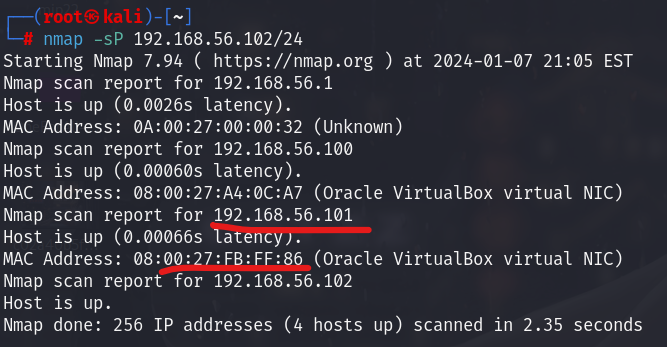 ┌──(root㉿kali)-[~]
└─# nmap -sP 192.168.56.102/24
Starting Nmap 7.94 ( https://nmap.org ) at 2024-01-07 21:05 EST
Nmap scan report for 192.168.56.1
Host is up (0.0026s latency).
MAC Address: 0A:00:27:00:00:32 (Unknown)
Nmap scan report for 192.168.56.100
Host is up (0.00060s latency).
MAC Address: 08:00:27:A4:0C:A7 (Oracle VirtualBox virtual NIC)
Nmap scan report for 192.168.56.101
Host is up (0.00066s latency).
MAC Address: 08:00:27:FB:FF:86 (Oracle VirtualBox virtual NIC)
Nmap scan report for 192.168.56.102
Host is up.
Nmap done: 256 IP addresses (4 hosts up) scanned in 2.35 seconds